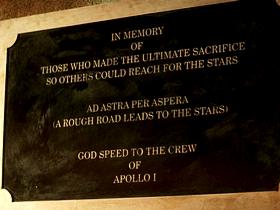 IN MEMORY
OF
THOSE WHO MADE THE ULTIMATE SACRIFICE
SO OTHERS COULD REACH FOR THE STARS
AD ASTRA PER ASPERA
(A ROUGH ROAD LEADS TO THE STARS)
GOD SPEED TO THE CREW
OF
APOLLO 1